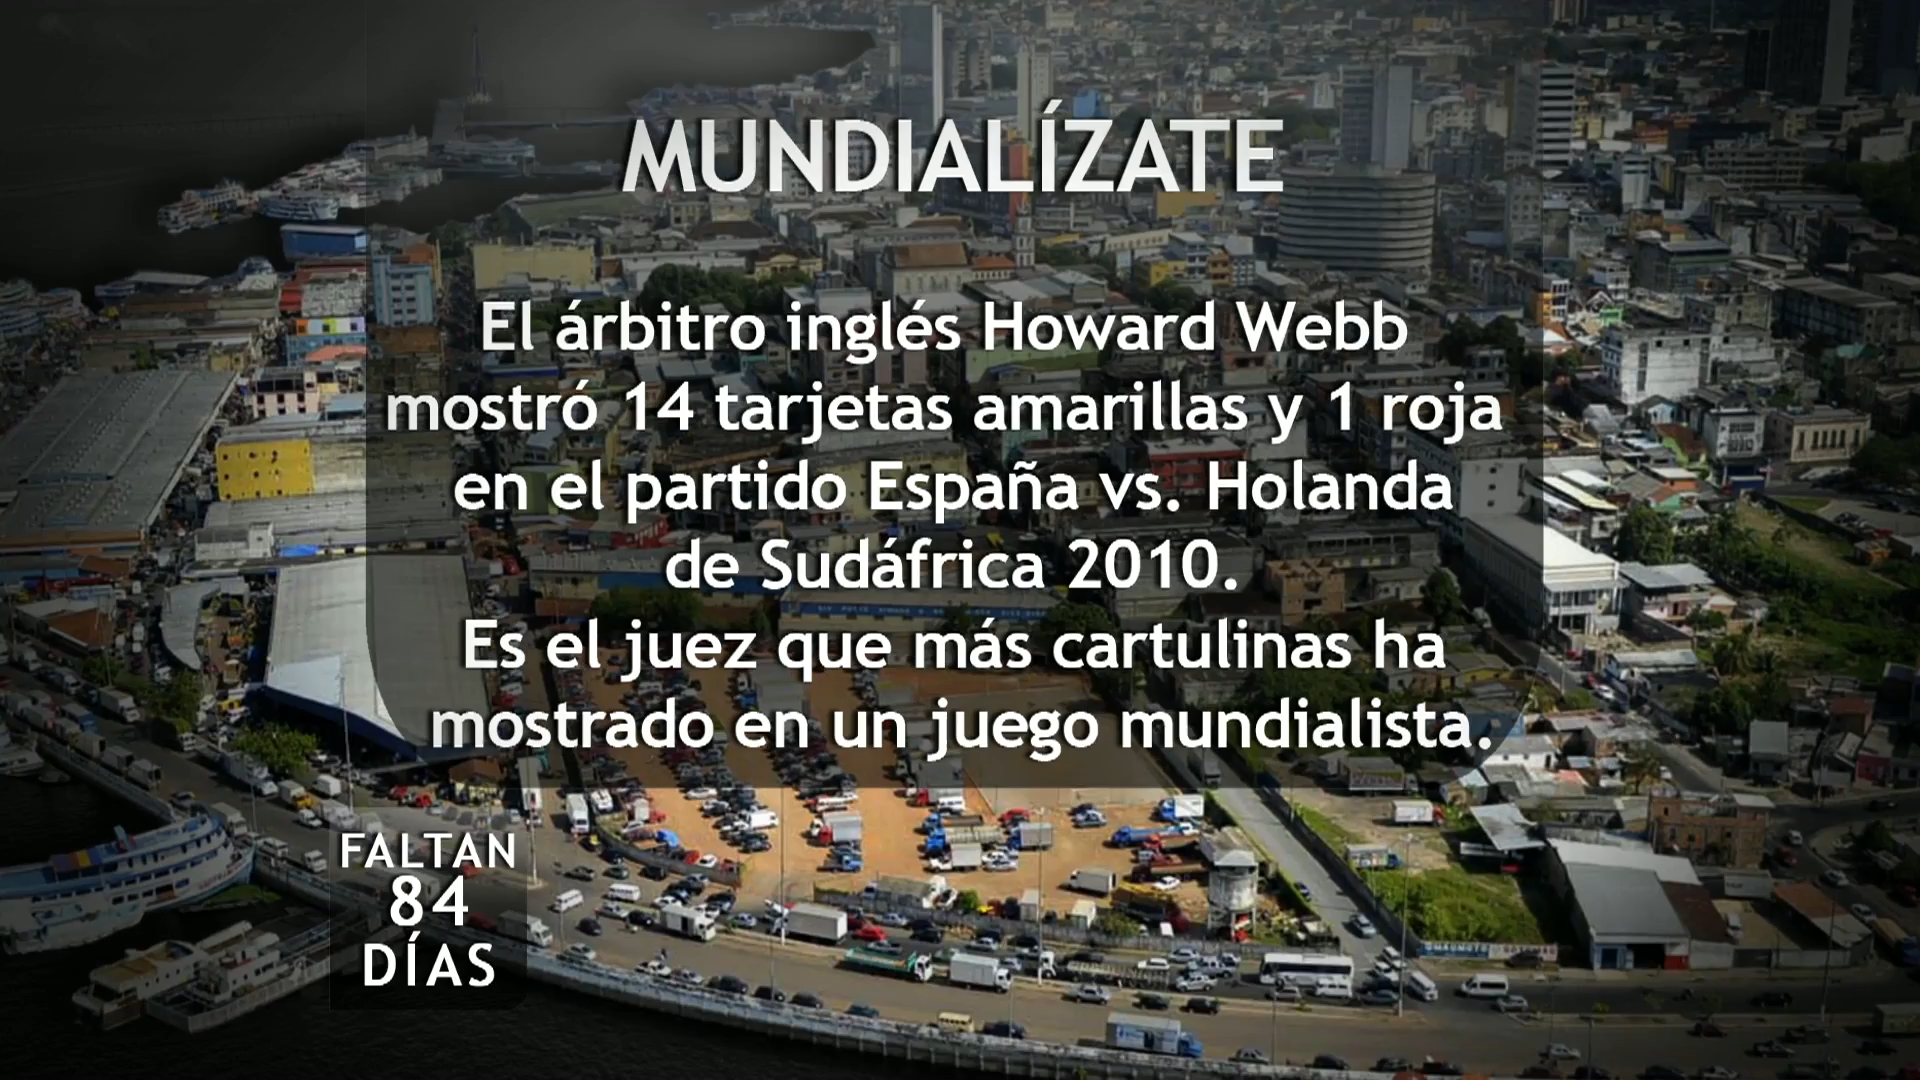 MUNDIALÍZATE
El árbitro inglés Howard Webb
mostró 14 tarjetas amarillas y 1 roja
en el partido España vs. Holanda
de Sudáfrica 2010.
Es el juez que más cartulinas ha
mostrado en un juego mundialista.
FALTAN
84
DÍAS